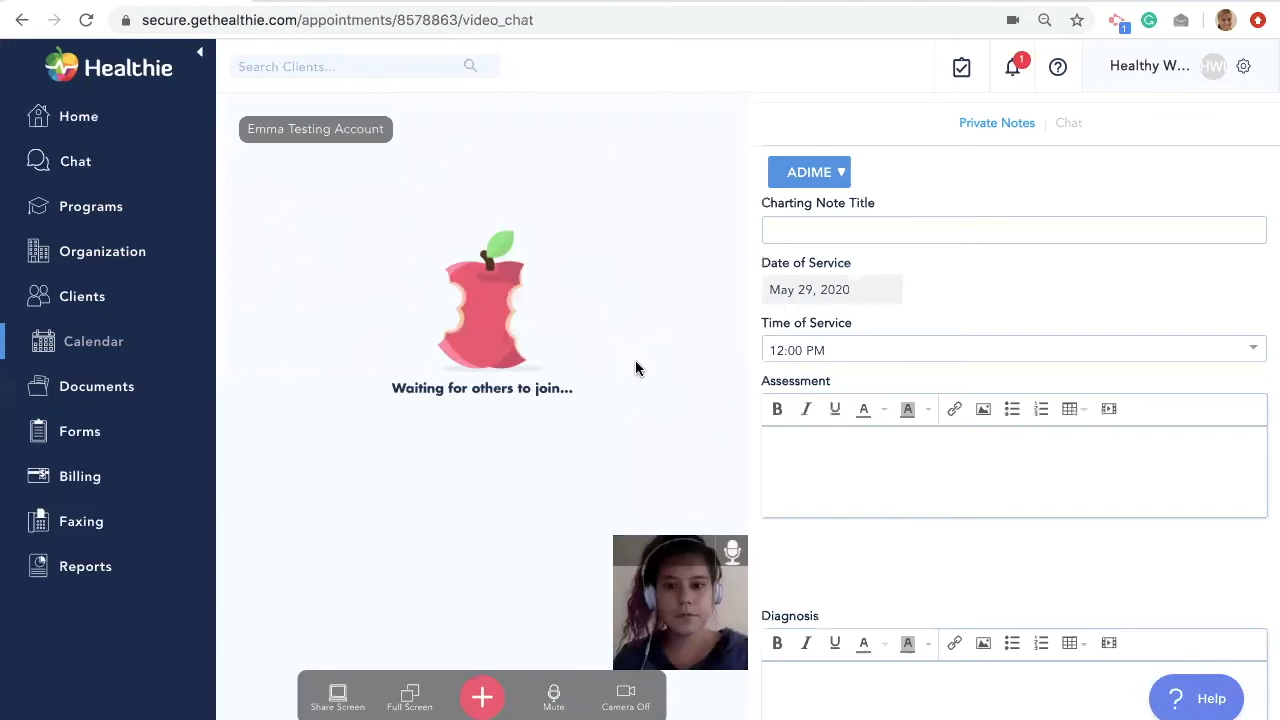 secure.gethealthie.com/appointments/8578863/video_chat
1
Healthie
Search Clients...
1
Healthy W...
HWL
Home
Chat
Programs
Organization
Clients
Calendar
Documents
Forms
Billing
Faxing
Reports
Emma Testing Account
Waiting for others to join...
Share Screen
Full Screen
Mute
Camera Off
Private Notes
Chat
ADIME ▼
Charting Note Title
Date of Service
May 29, 2020
Time of Service
12:00 PM
Assessment
B I U A A
Diagnosis
B I U A A
? Help